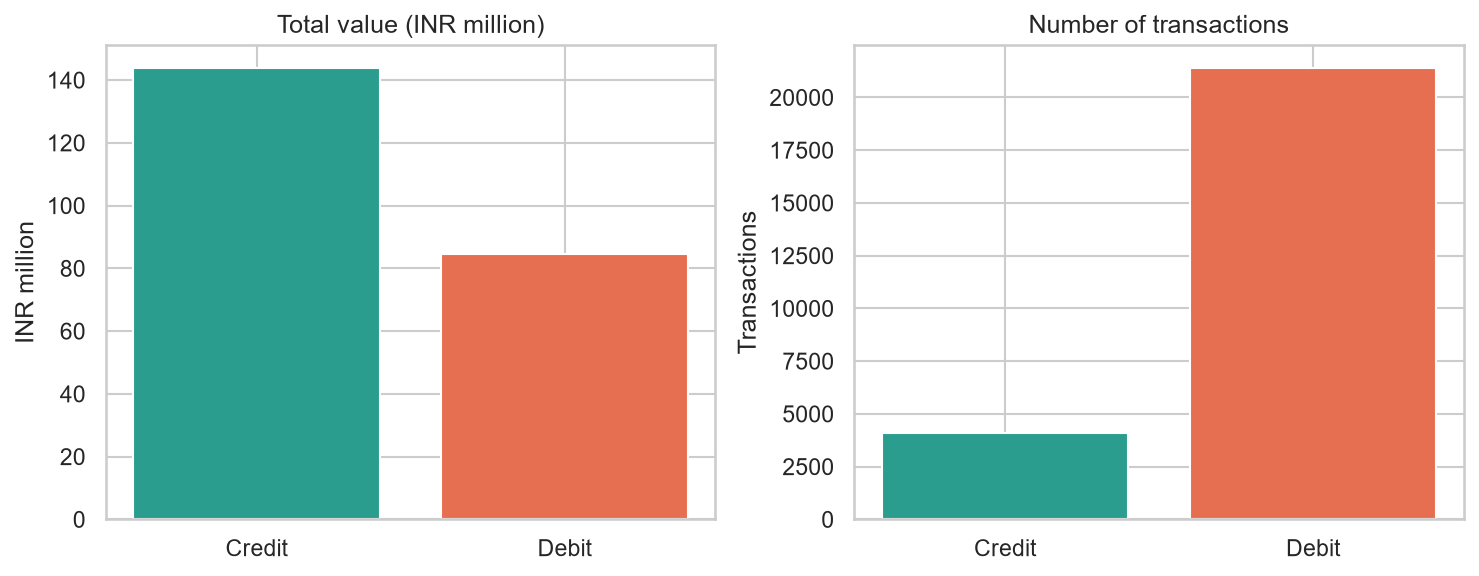 Total value (INR million)
INR million
140
120
100
80
60
40
20
0
Credit
Debit
Number of transactions
Transactions
20000
17500
15000
12500
10000
7500
5000
2500
0
Credit
Debit